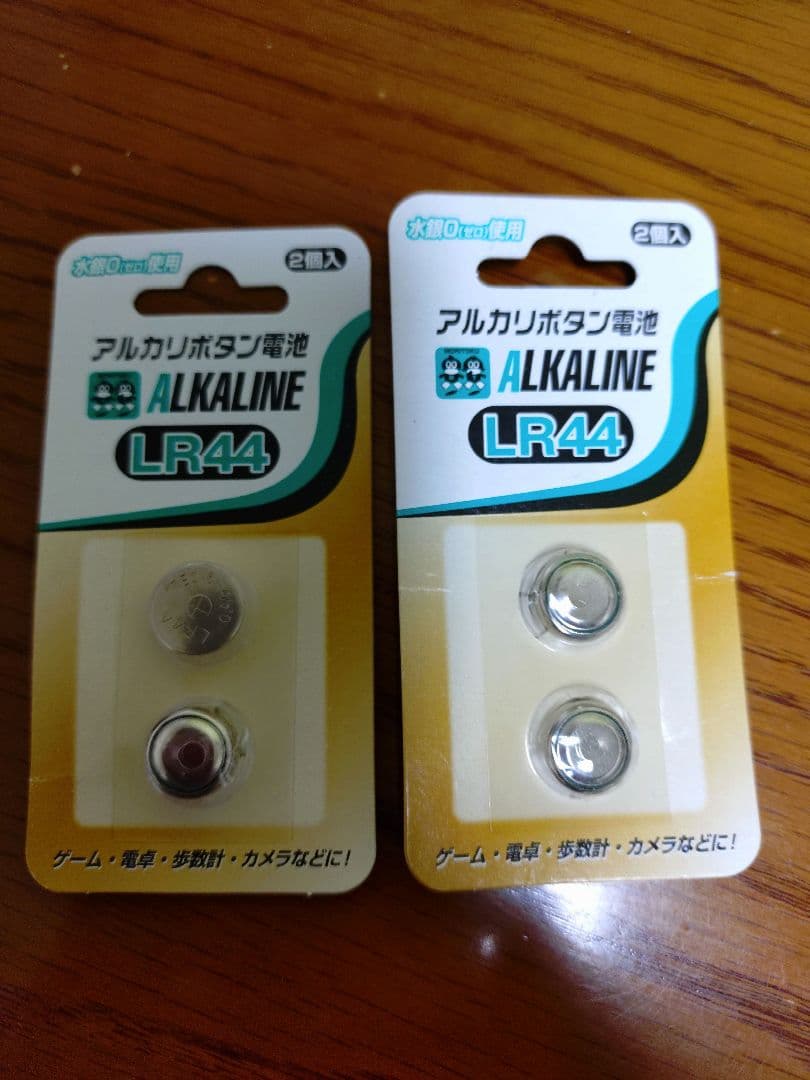 水銀0(ゼロ)使用
2個入
アルカリボタン電池
ALKALINE
LR44
LR44
ゲーム・電卓・歩数計・カメラなどに!
水銀0(ゼロ)使用
2個入
アルカリボタン電池
ALKALINE
LR44
ゲーム・電卓・歩数計・カメラなどに!